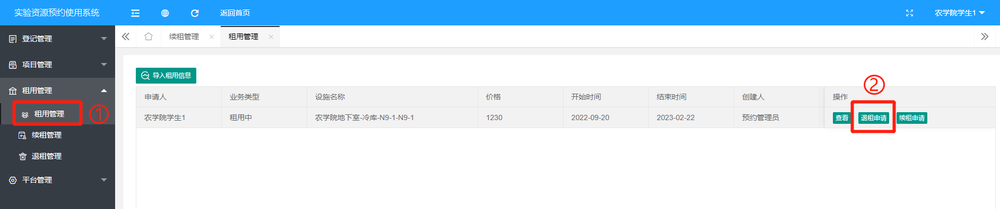 实验资源预约使用系统 返回首页 农学院学生1
登记管理
项目管理
租用管理
租用管理 ①
续租管理
退租管理
平台管理
续租管理 租用管理
导入租用信息
②
申请人 业务类型 设施名称 价格 开始时间 结束时间 创建人 操作
农学院学生1 租用中 农学院地下室-冷库-N9-1-N9-1 1230 2022-09-20 2023-02-22 预约管理员 查看 退租申请 续租申请